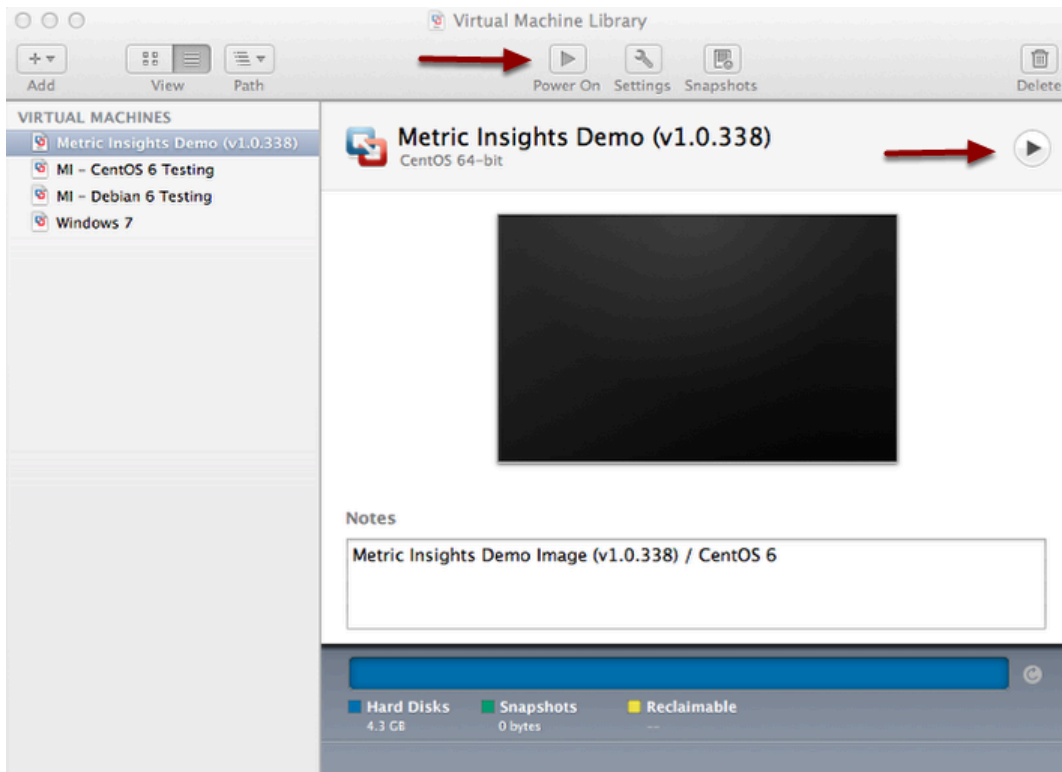 Virtual Machine Library
Add View Path Power On Settings Snapshots Delete
VIRTUAL MACHINES
Metric Insights Demo (v1.0.338)
MI - CentOS 6 Testing
MI - Debian 6 Testing
Windows 7
Metric Insights Demo (v1.0.338)
CentOS 64-bit
Notes
Metric Insights Demo Image (v1.0.338) / CentOS 6
Hard Disks Snapshots Reclaimable
4.3 GB 0 bytes --